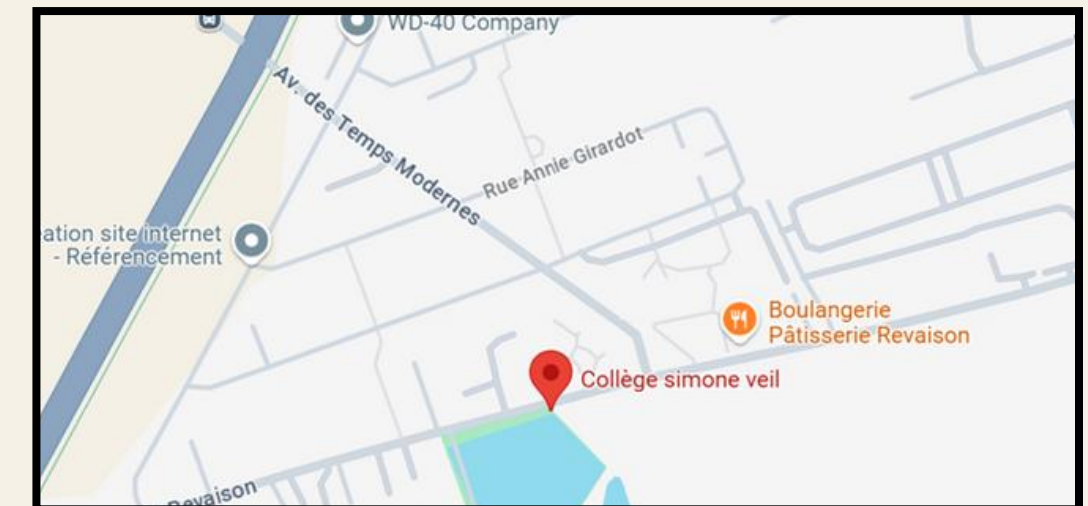 WD-40 Company
Av. des Temps Modernes
Rue Annie Girardot
ation site internet
- Référencement
Boulangerie
Pâtisserie Revaison
Collège simone veil
Revaison